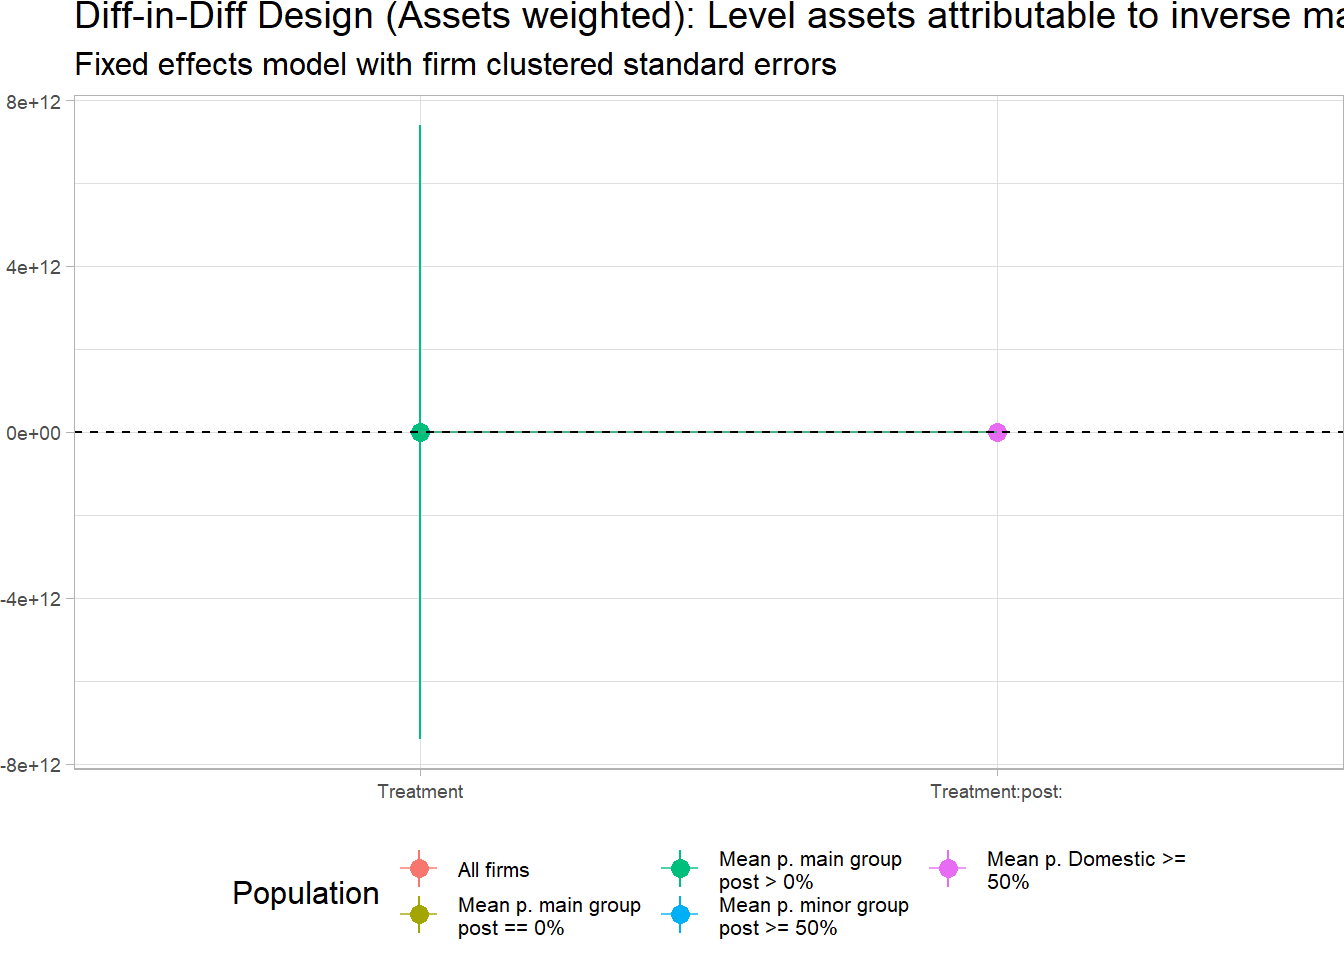 Diff-in-Diff Design (Assets weighted): Level assets attributable to inverse ma
Fixed effects model with firm clustered standard errors
8e+12
4e+12
0e+00
-4e+12
-8e+12
Treatment
Treatment:post:
Population
All firms
Mean p. main group
post == 0%
Mean p. main group
post > 0%
Mean p. minor group
post >= 50%
Mean p. Domestic >=
50%